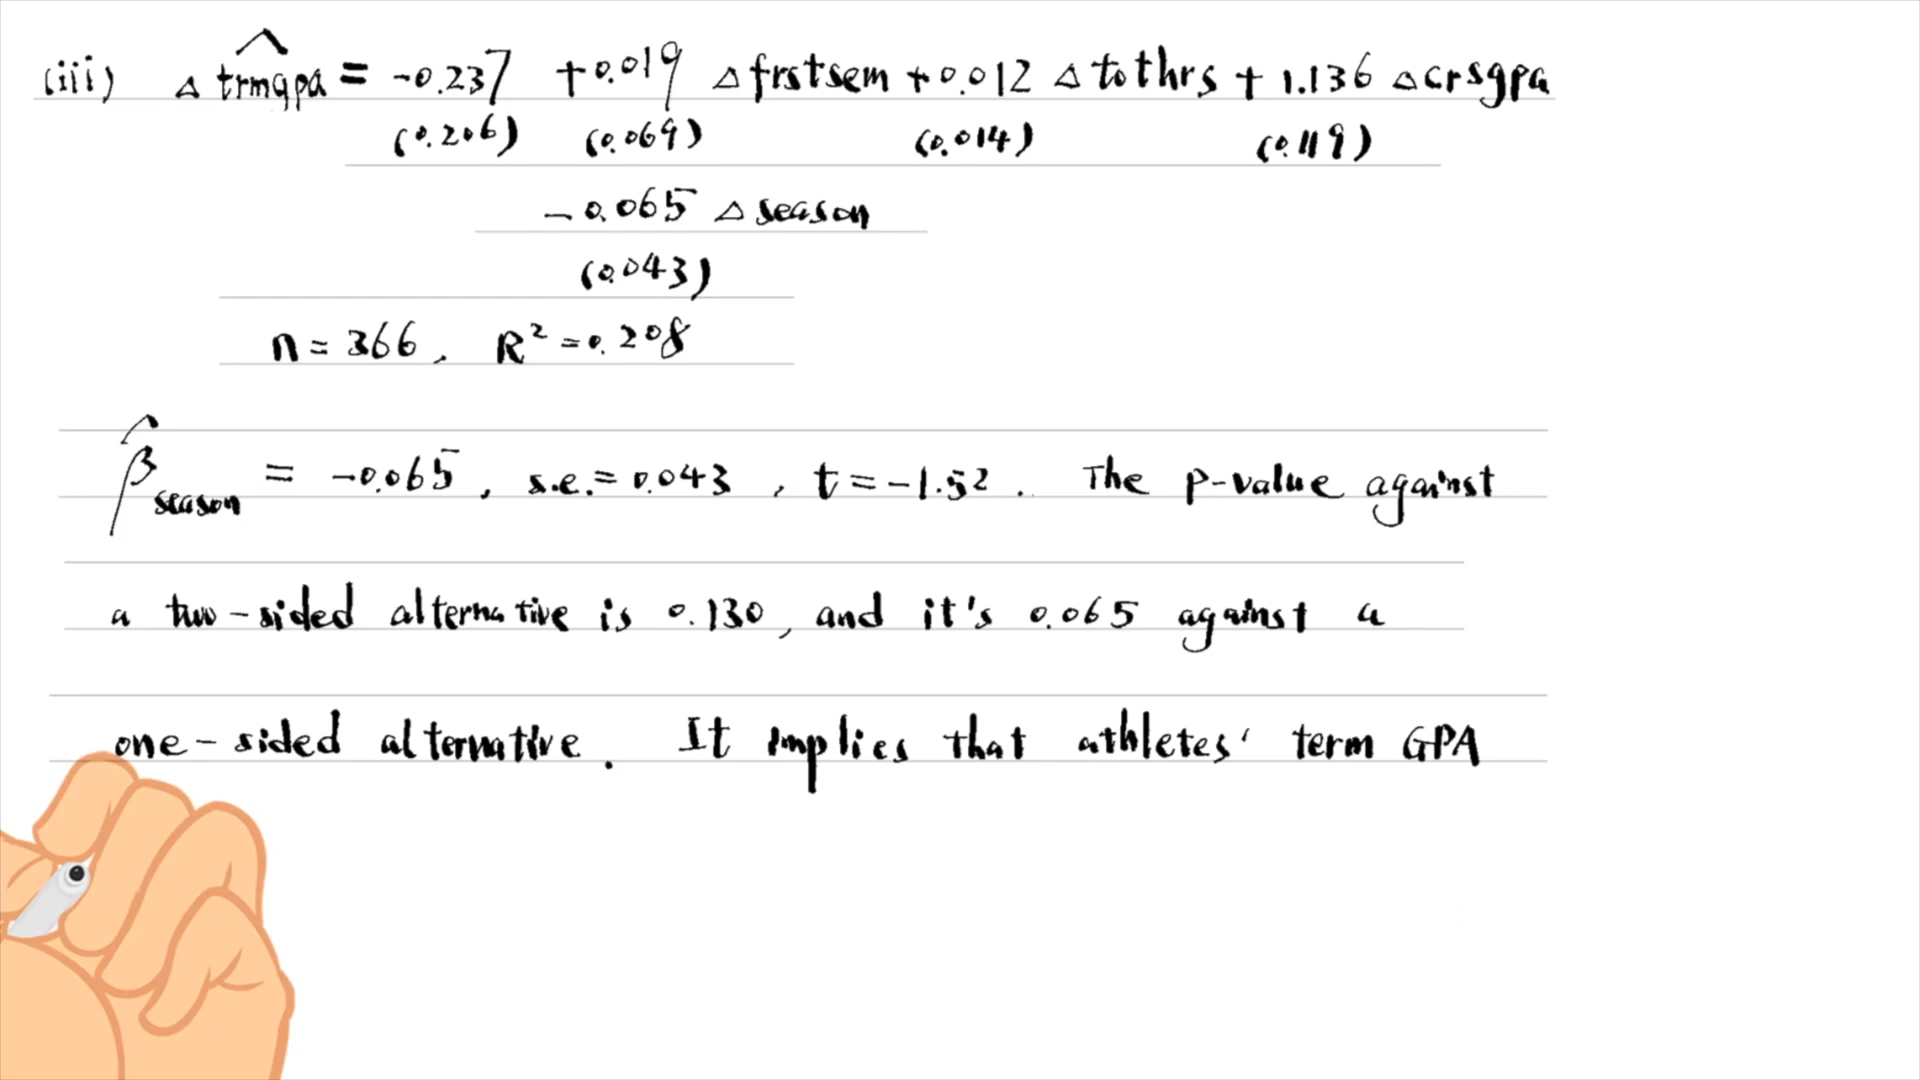 (iii) Δ trmgpa^ = -0.237 +0.019 Δ frstsem +0.012 Δ tothrs + 1.136 Δ crsgpa
(0.206) (0.069) (0.014) (0.119)
- 0.065 Δ season
(0.043)
n = 366, R² = 0.208
β̂season = -0.065, s.e. = 0.043, t = -1.52. The p-value against
a two-sided alternative is 0.130, and it's 0.065 against a
one-sided alternative. It implies that athletes' term GPA